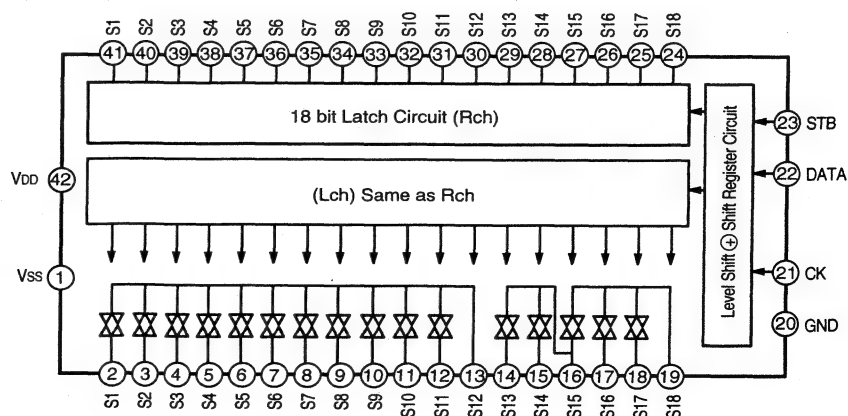 S1 S2 S3 S4 S5 S6 S7 S8 S9 S10 S11 S12 S13 S14 S15 S16 S17 S18
41 40 39 38 37 36 35 34 33 32 31 30 29 28 27 26 25 24
18 bit Latch Circuit (Rch)
23 STB
VDD 42
22 DATA
(Lch) Same as Rch
Level Shift + Shift Register Circuit
VSS 1
21 CK
20 GND
2 3 4 5 6 7 8 9 10 11 12 13 14 15 16 17 18 19
S1 S2 S3 S4 S5 S6 S7 S8 S9 S10 S11 S12 S13 S14 S15 S16 S17 S18